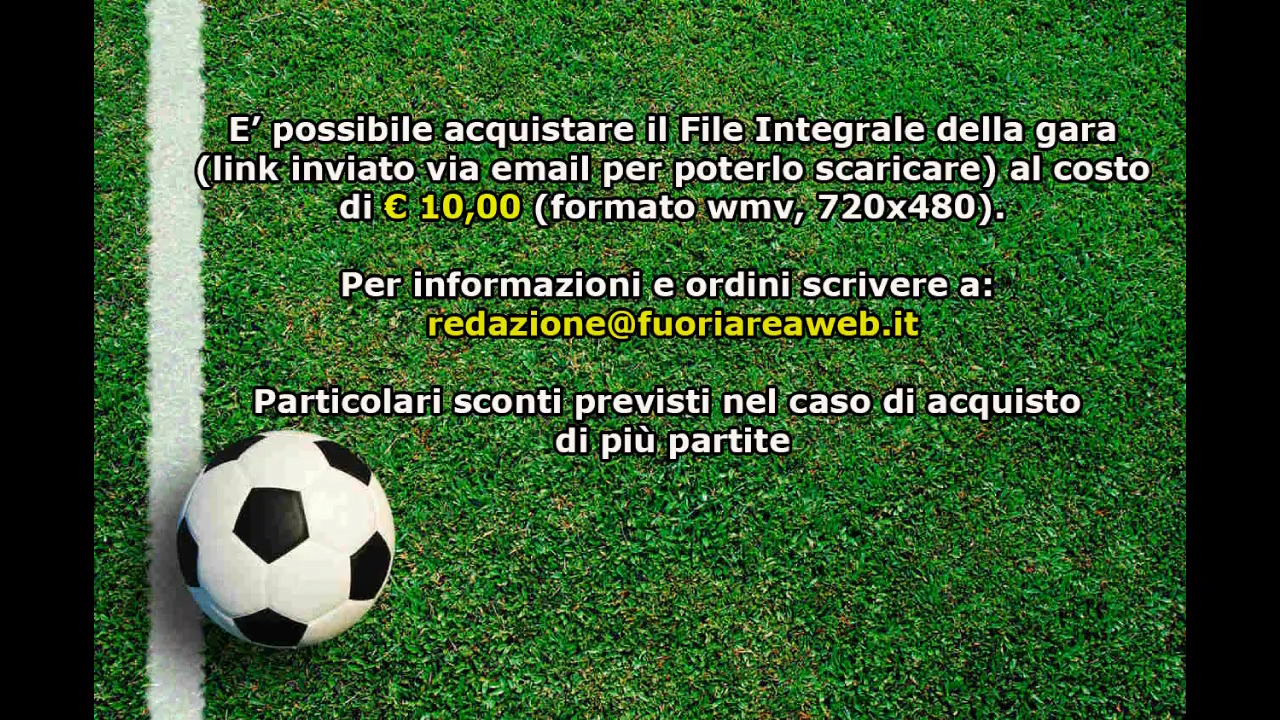 E’ possibile acquistare il File Integrale della gara
(link inviato via email per poterlo scaricare) al costo
di € 10,00 (formato wmv, 720x480).
Per informazioni e ordini scrivere a:
redazione@fuoriareaweb.it
Particolari sconti previsti nel caso di acquisto
di più partite